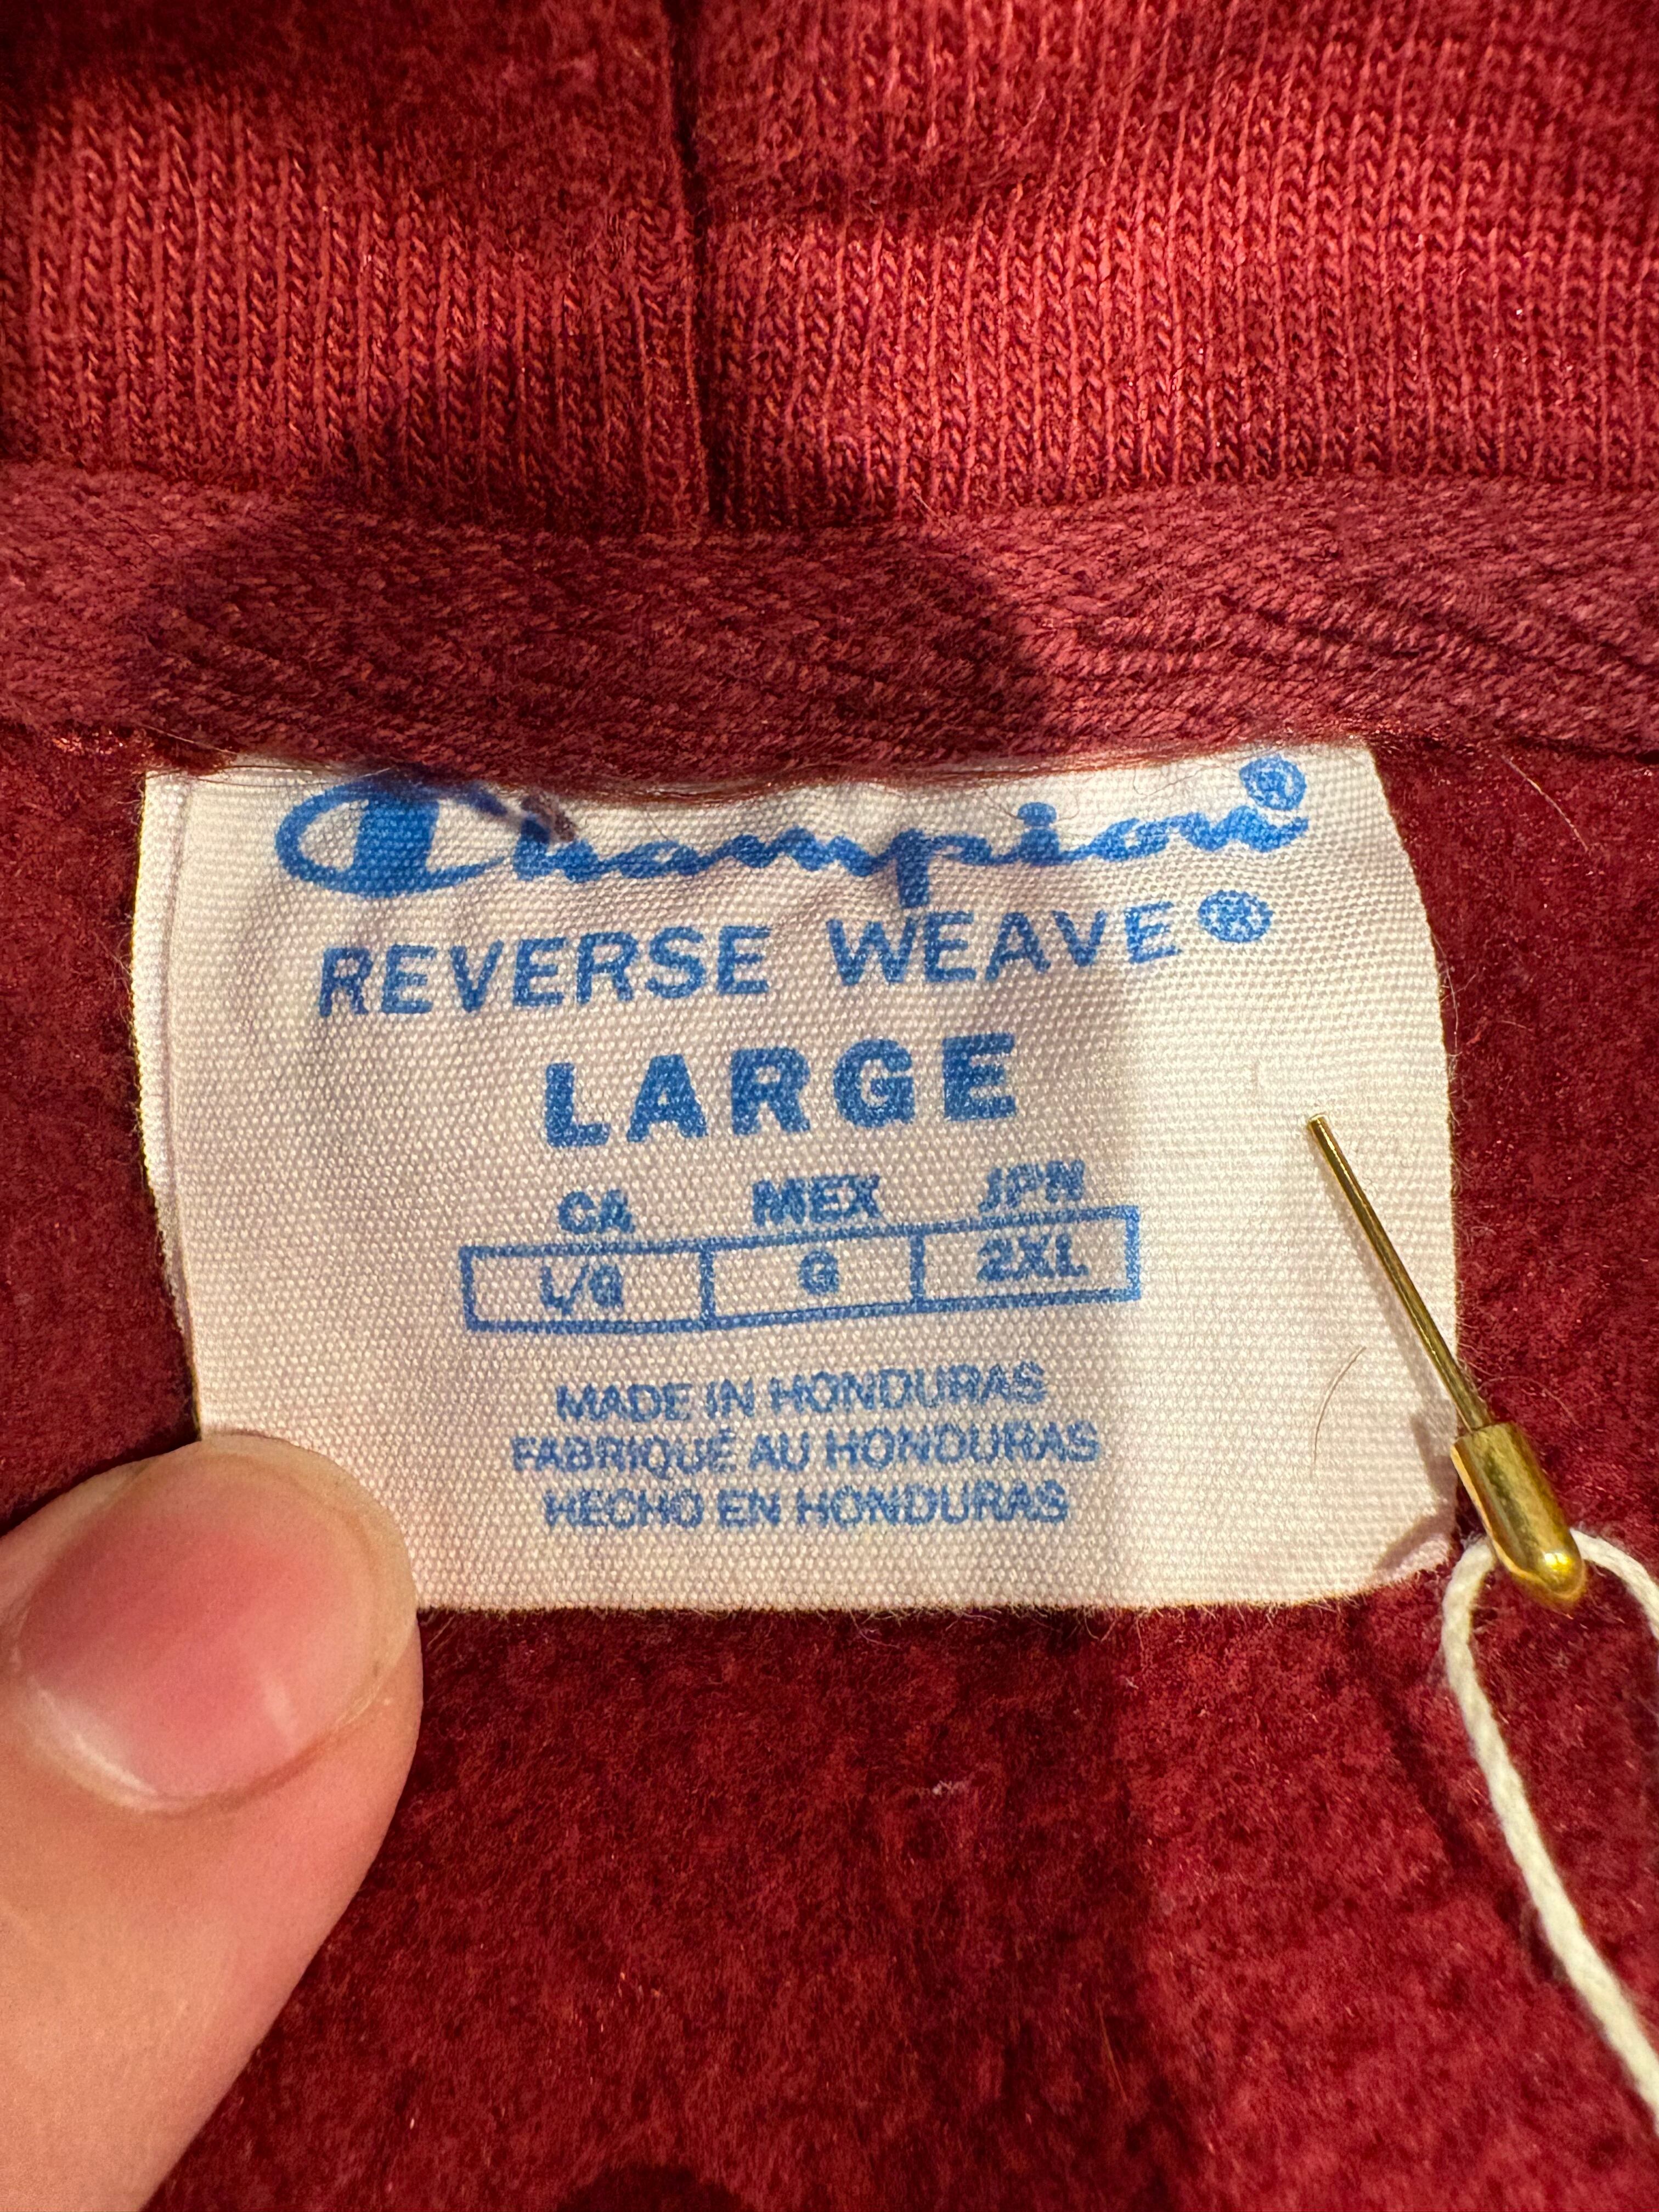 Champion®
REVERSE WEAVE®
LARGE
CA MEX JPN
L/G G 2XL
MADE IN HONDURAS
FABRIQUÉ AU HONDURAS
HECHO EN HONDURAS